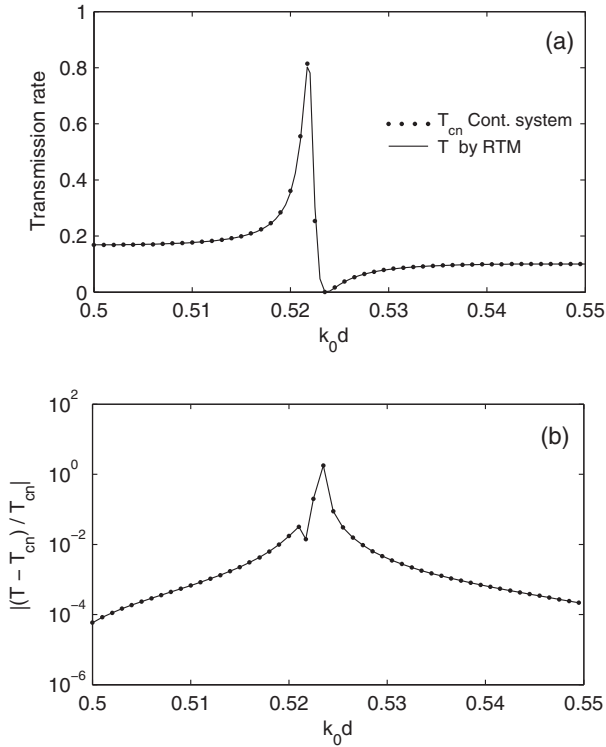 1
(a)
0.8
Transmission rate
0.6
T_cn Cont. system
T by RTM
0.4
0.2
0
0.5 0.51 0.52 0.53 0.54 0.55
k_0d
10^2
(b)
10^0
|(T − T_cn) / T_cn|
10^−2
10^−4
10^−6
0.5 0.51 0.52 0.53 0.54 0.55
k_0d